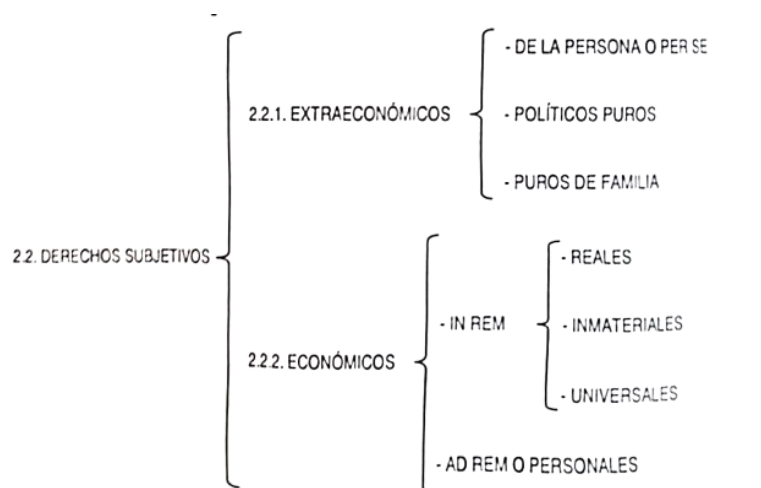 - DE LA PERSONA O PER SE
2.2.1. EXTRAECONÓMICOS
- POLÍTICOS PUROS
- PUROS DE FAMILIA
2.2. DERECHOS SUBJETIVOS
- REALES
- IN REM
- INMATERIALES
2.2.2. ECONÓMICOS
- UNIVERSALES
- AD REM O PERSONALES